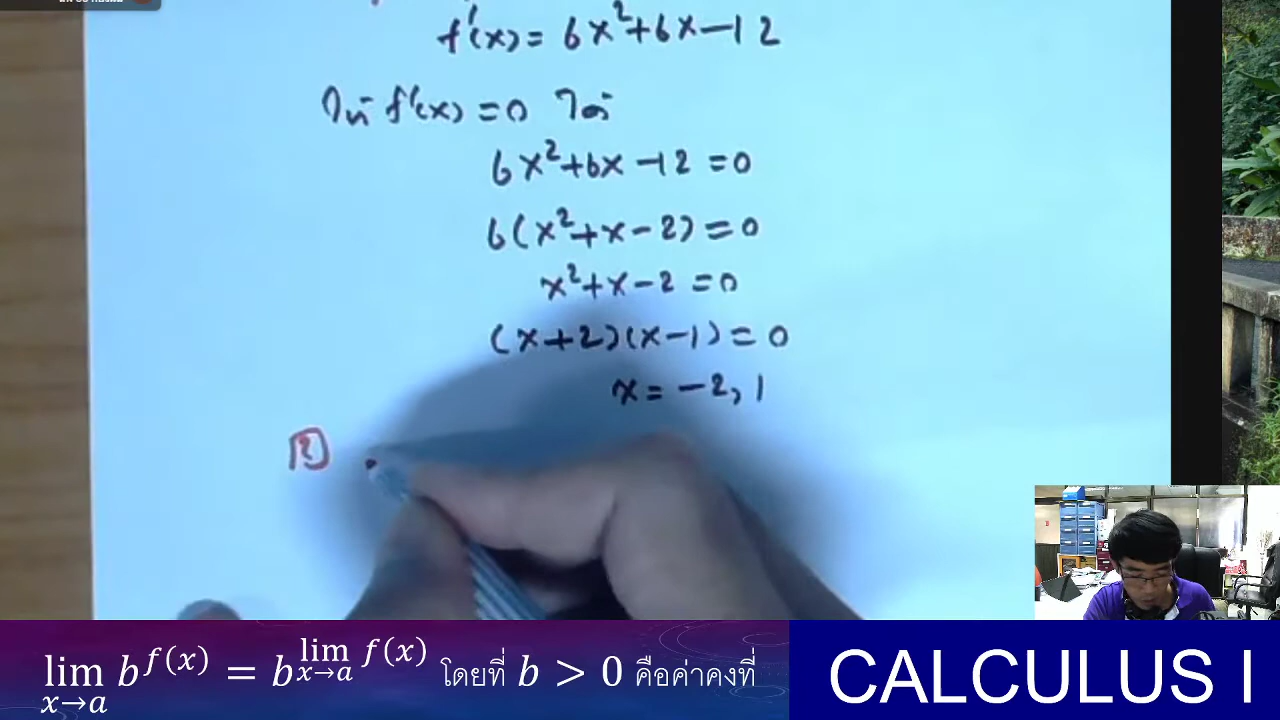 f'(x) = 6x²+6x-12
ให้ f'(x) = 0 ได้
6x²+6x-12 = 0
6(x²+x-2) = 0
x²+x-2 = 0
(x+2)(x-1) = 0
x = -2, 1
2
lim x→a b^f(x) = b^lim x→a f(x) โดยที่ b > 0 คือค่าคงที่
CALCULUS I